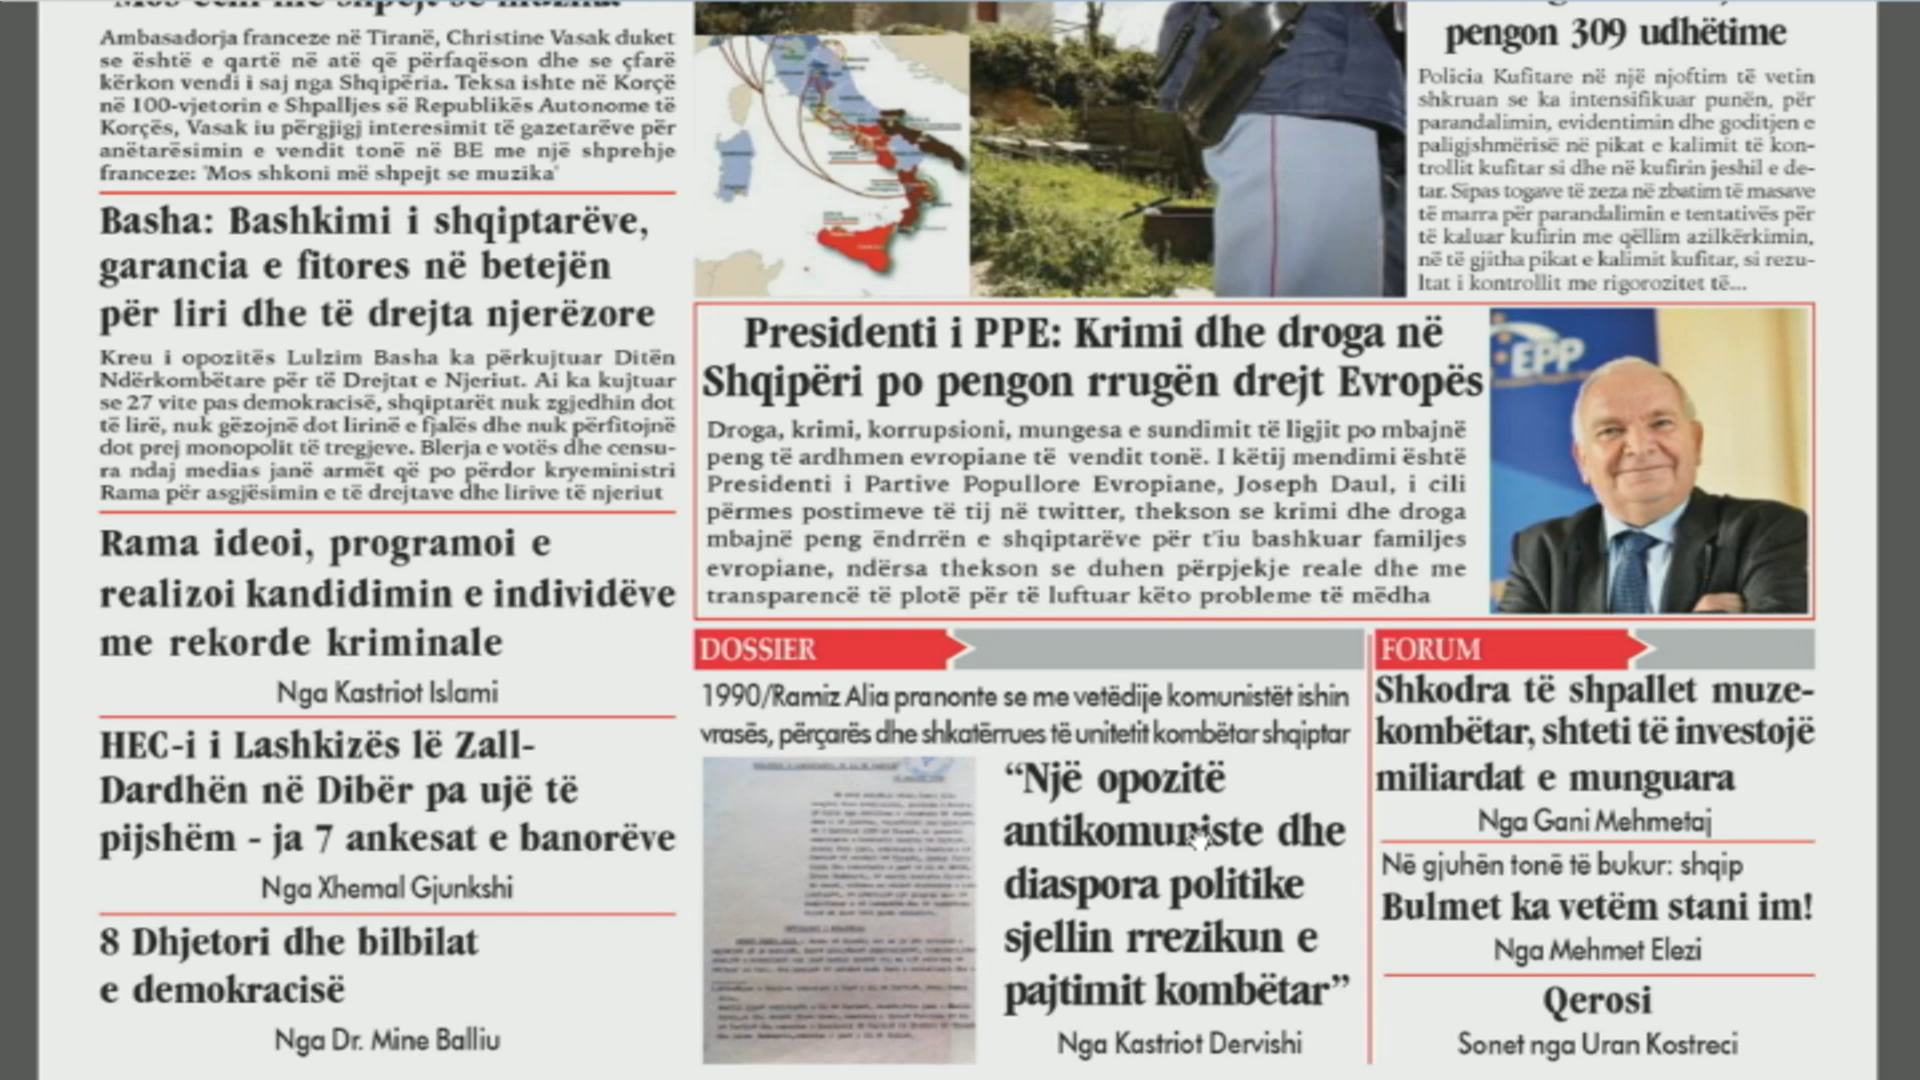 Ambasadorja franceze në Tiranë, Christine Vasak duket
se është e qartë në atë që përfaqëson dhe se çfarë
kërkon vendi i saj nga Shqipëria. Teksa ishte në Korçë
në 100-vjetorin e Shpalljes së Republikës Autonome të
Korçës, Vasak iu përgjigj interesimit të gazetarëve për
anëtarësimin e vendit tonë në BE me një shprehje
franceze: 'Mos shkoni më shpejt se muzika'
Basha: Bashkimi i shqiptarëve,
garancia e fitores në betejën
për liri dhe të drejta njerëzore
Kreu i opozitës Lulzim Basha ka përkujtuar Ditën
Ndërkombëtare për të Drejtat e Njeriut. Ai ka kujtuar
se 27 vite pas demokracisë, shqiptarët nuk zgjedhin dot
të lirë, nuk gëzojnë dot lirinë e fjalës dhe nuk përfitojnë
dot prej monopolit të tregjeve. Blerja e votës dhe censu-
ra ndaj medias janë armët që po përdor kryeministri
Rama për asgjësimin e të drejtave dhe lirive të njeriut
Rama ideoi, programoi e
realizoi kandidimin e individëve
me rekorde kriminale
Nga Kastriot Islami
HEC-i i Lashkizës lë Zall-
Dardhën në Dibër pa ujë të
pijshëm - ja 7 ankesat e banorëve
Nga Xhemal Gjunkshi
8 Dhjetori dhe bilbilat
e demokracisë
Nga Dr. Mine Balliu
pengon 309 udhëtime
Policia Kufitare në një njoftim të vetin
shkruan se ka intensifikuar punën, për
parandalimin, evidentimin dhe goditjen e
paligjshmërisë në pikat e kalimit të kon-
trollit kufitar si dhe në kufirin jeshil e de-
tar. Sipas togave të zeza në zbatim të masave
të marra për parandalimin e tentativës për
të kaluar kufirin me qëllim azilkërkimin,
në të gjitha pikat e kalimit kufitar, si rezu-
ltat i kontrollit me rigorozitet të...
Presidenti i PPE: Krimi dhe droga në
Shqipëri po pengon rrugën drejt Evropës
Droga, krimi, korrupsioni, mungesa e sundimit të ligjit po mbajnë
peng të ardhmen evropiane të vendit tonë. I këtij mendimi është
Presidenti i Partive Popullore Evropiane, Joseph Daul, i cili
përmes postimeve të tij në twitter, thekson se krimi dhe droga
mbajnë peng ëndrrën e shqiptarëve për t'iu bashkuar familjes
evropiane, ndërsa thekson se duhen përpjekje reale dhe me
transparencë të plotë për të luftuar këto probleme të mëdha
EPP
DOSSIER
1990/Ramiz Alia pranonte se me vetëdije komunistët ishin
vrasës, përçarës dhe shkatërrues të unitetit kombëtar shqiptar
“Një opozitë
antikomuniste dhe
diaspora politike
sjellin rrezikun e
pajtimit kombëtar”
Nga Kastriot Dervishi
FORUM
Shkodra të shpallet muze-
kombëtar, shteti të investojë
miliardat e munguara
Nga Gani Mehmetaj
Në gjuhën tonë të bukur: shqip
Bulmet ka vetëm stani im!
Nga Mehmet Elezi
Qerosi
Sonet nga Uran Kostreci